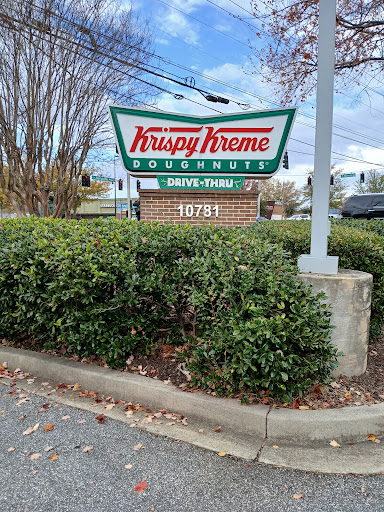 Krispy Kreme
DOUGHNUTS
DRIVE-THRU
10781